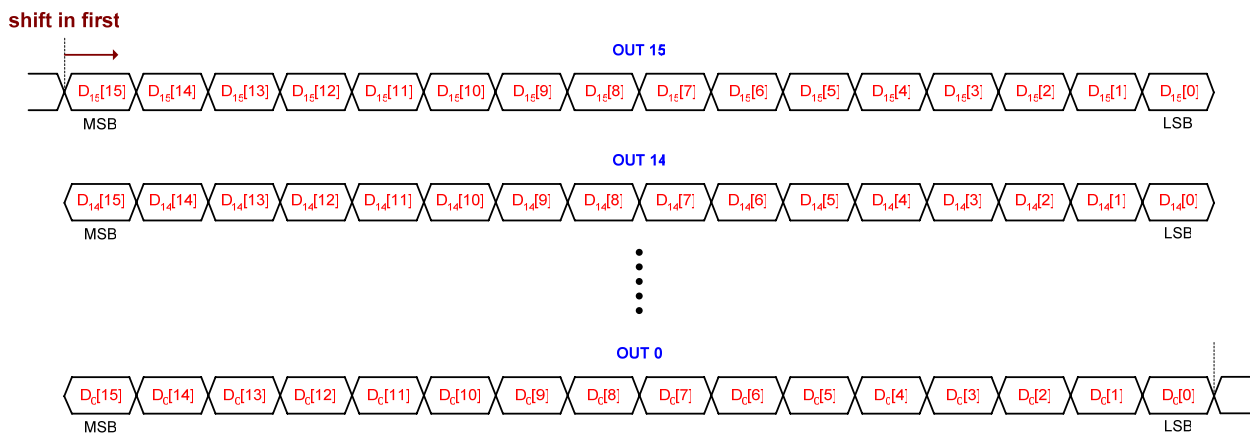 shift in first
OUT 15
D15[15] D15[14] D15[13] D15[12] D15[11] D15[10] D15[9] D15[8] D15[7] D15[6] D15[5] D15[4] D15[3] D15[2] D15[1] D15[0]
MSB LSB
OUT 14
D14[15] D14[14] D14[13] D14[12] D14[11] D14[10] D14[9] D14[8] D14[7] D14[6] D14[5] D14[4] D14[3] D14[2] D14[1] D14[0]
MSB LSB
OUT 0
D0[15] D0[14] D0[13] D0[12] D0[11] D0[10] D0[9] D0[8] D0[7] D0[6] D0[5] D0[4] D0[3] D0[2] D0[1] D0[0]
MSB LSB